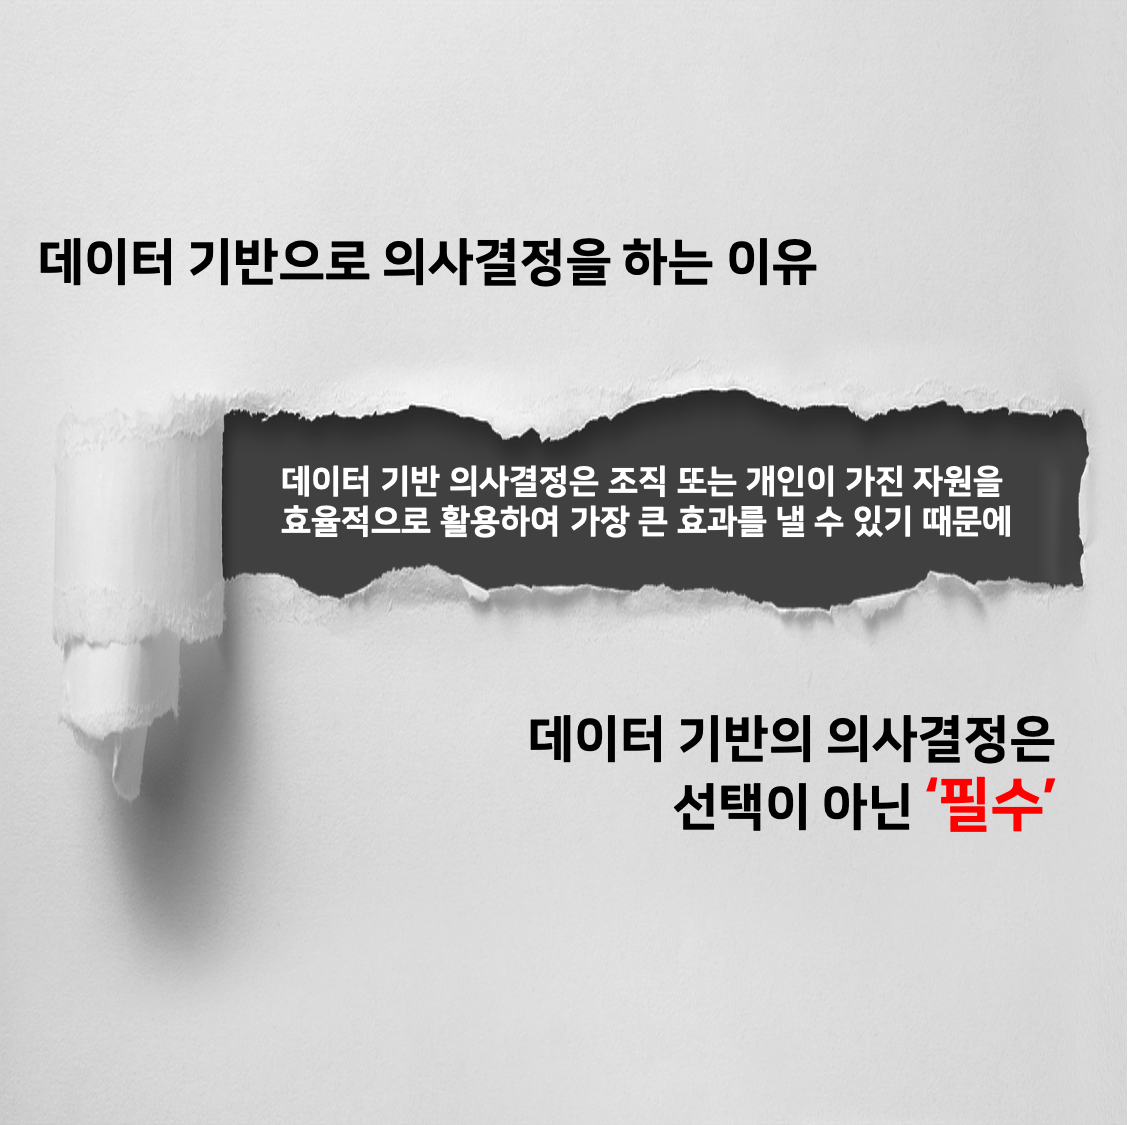 데이터 기반으로 의사결정을 하는 이유
데이터 기반 의사결정은 조직 또는 개인이 가진 자원을
효율적으로 활용하여 가장 큰 효과를 낼 수 있기 때문에
데이터 기반의 의사결정은
선택이 아닌 ‘필수’